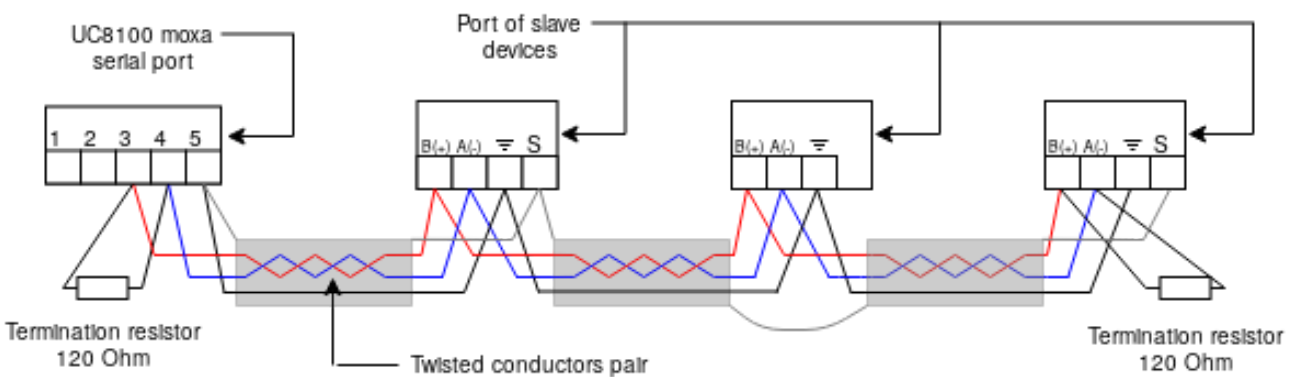 UC8100 moxa
serial port
Port of slave
devices
1 2 3 4 5
B(+) A(-) S
B(+) A(-)
B(+) A(-) S
Termination resistor
120 Ohm
Twisted conductors pair
Termination resistor
120 Ohm